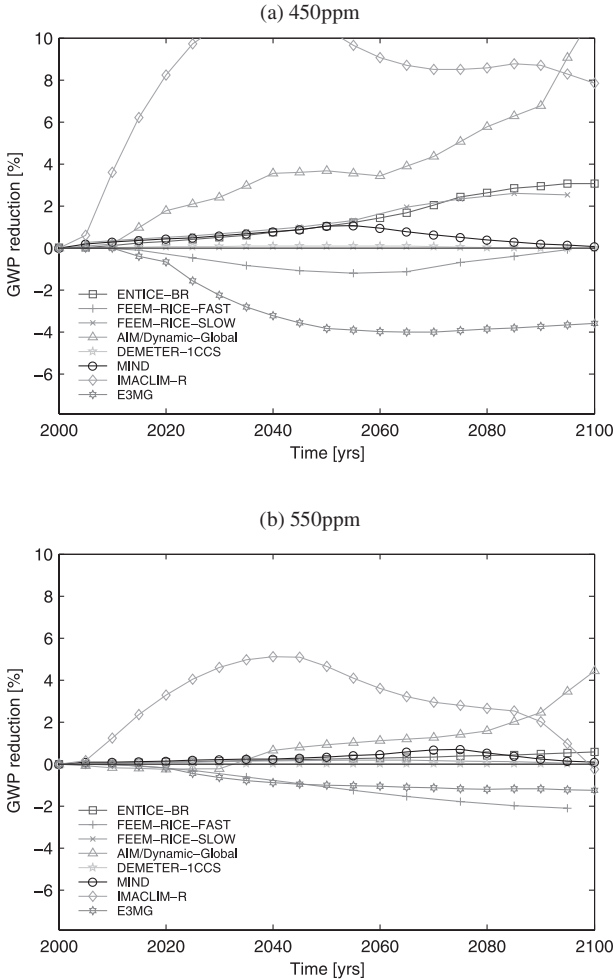 (a) 450ppm
10
8
6
4
2
0
−2
−4
−6
GWP reduction [%]
ENTICE−BR
FEEM−RICE−FAST
FEEM−RICE−SLOW
AIM/Dynamic−Global
DEMETER−1CCS
MIND
IMACLIM−R
E3MG
2000 2020 2040 2060 2080 2100
Time [yrs]
(b) 550ppm
10
8
6
4
2
0
−2
−4
−6
GWP reduction [%]
ENTICE−BR
FEEM−RICE−FAST
FEEM−RICE−SLOW
AIM/Dynamic−Global
DEMETER−1CCS
MIND
IMACLIM−R
E3MG
2000 2020 2040 2060 2080 2100
Time [yrs]